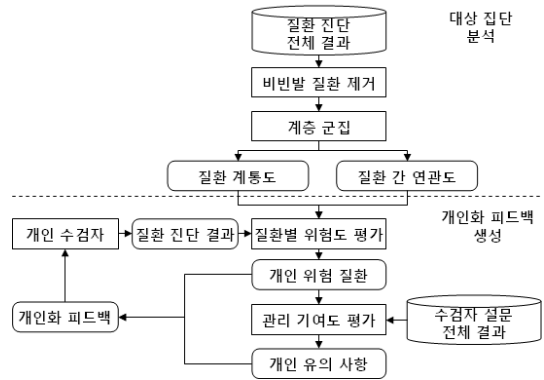 질환 진단
전체 결과
대상 집단
분석
비빈발 질환 제거
계층 군집
질환 계통도
질환 간 연관도
개인화 피드백
생성
개인 수검자
질환 진단 결과
질환별 위험도 평가
개인 위험 질환
개인화 피드백
관리 기여도 평가
수검자 설문
전체 결과
개인 유의 사항